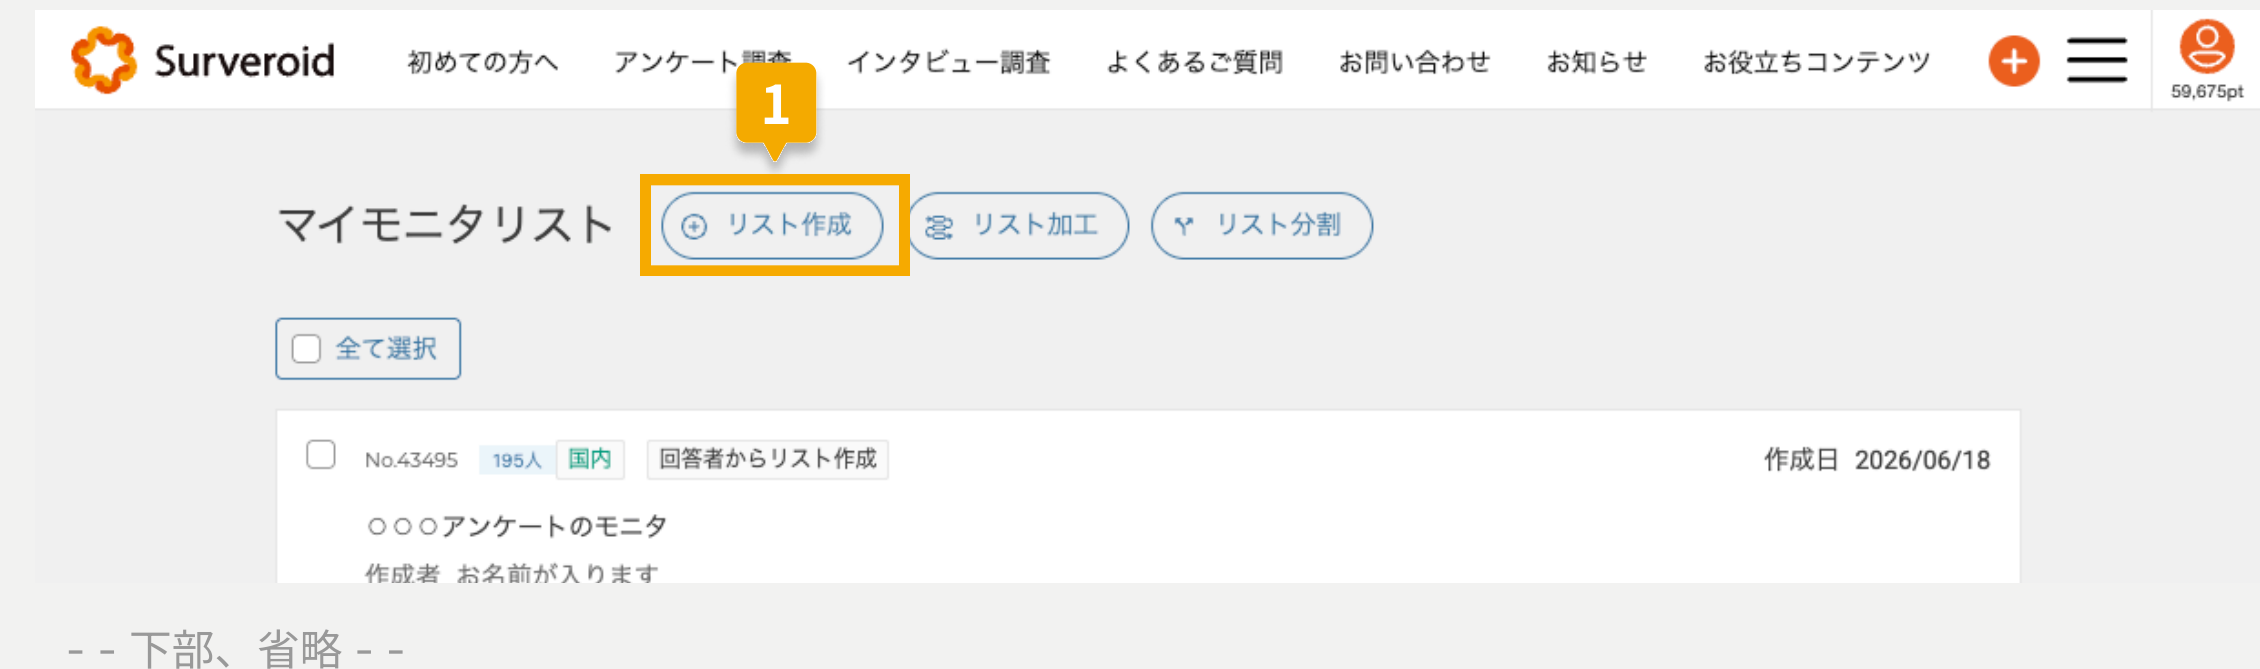 Surveroid 初めての方へ アンケート調査 インタビュー調査 よくあるご質問 お問い合わせ お知らせ お役立ちコンテンツ
59,675pt
1
マイモニタリスト リスト作成 リスト加工 リスト分割
全て選択
No.43495 195人 国内 回答者からリスト作成 作成日 2026/06/18
○○○アンケートのモニタ
作成者 お名前が入ります
- - 下部、省略 - -